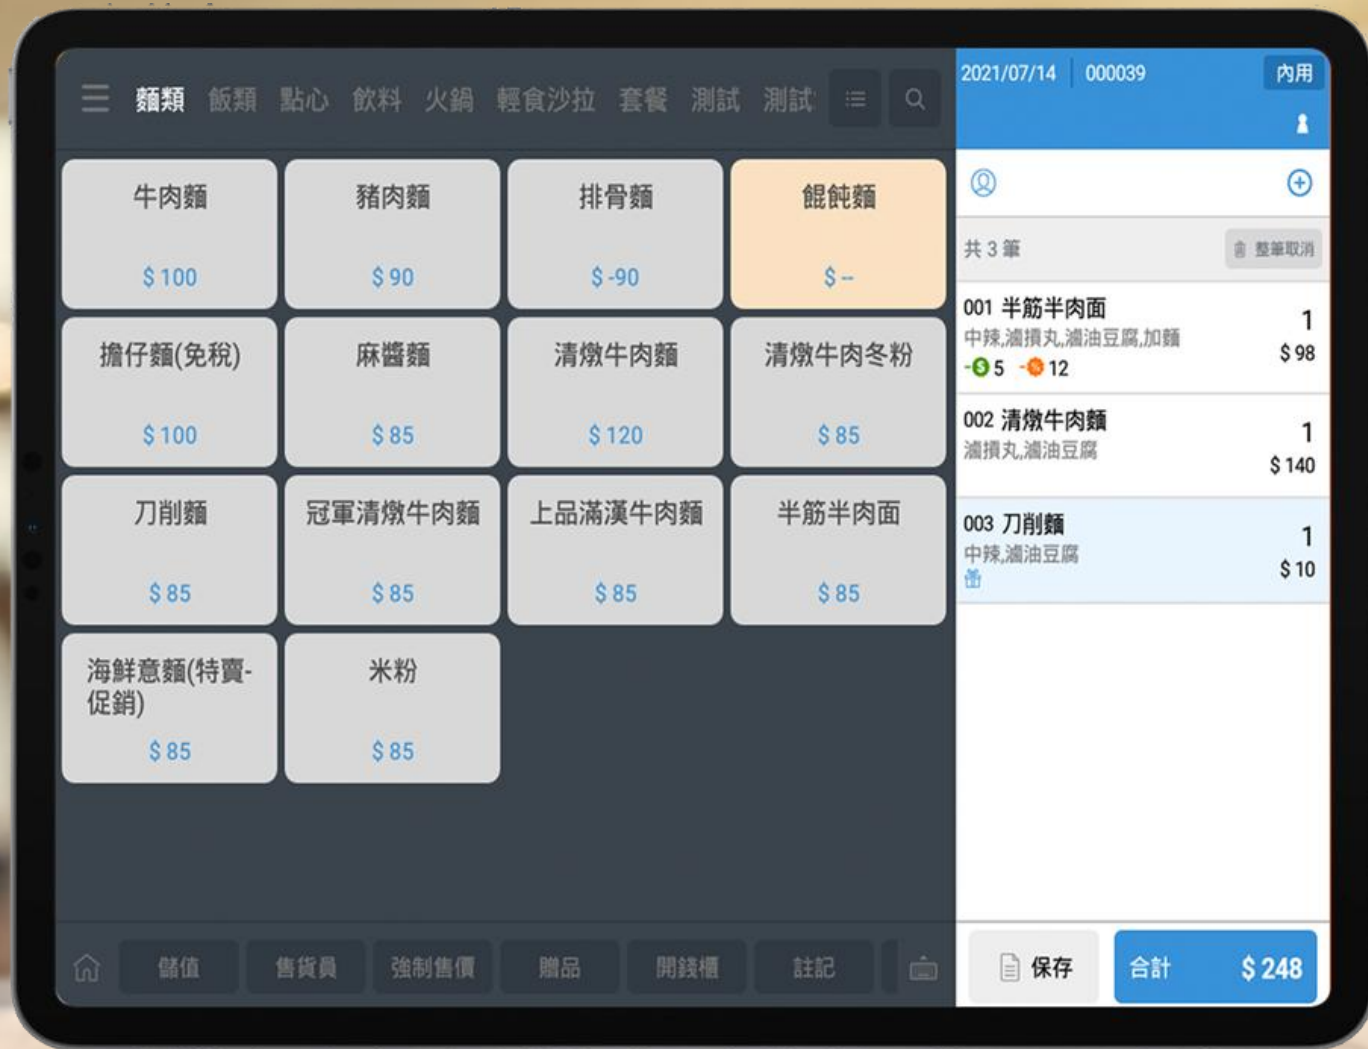 麵類 飯類 點心 飲料 火鍋 輕食沙拉 套餐 測試 測試
牛肉麵
$ 100
豬肉麵
$ 90
排骨麵
$ -90
餛飩麵
$ --
擔仔麵(免稅)
$ 100
麻醬麵
$ 85
清燉牛肉麵
$ 120
清燉牛肉冬粉
$ 85
刀削麵
$ 85
冠軍清燉牛肉麵
$ 85
上品滿漢牛肉麵
$ 85
半筋半肉面
$ 85
海鮮意麵(特賣-
促銷)
$ 85
米粉
$ 85
儲值 售貨員 強制售價 贈品 開錢櫃 註記
2021/07/14 000039 內用
共 3 筆 整單取消
001 半筋半肉面 1
中辣,滷摃丸,滷油豆腐,加麵 $ 98
-$ 5 -% 12
002 清燉牛肉麵 1
滷摃丸,滷油豆腐 $ 140
003 刀削麵 1
中辣,滷油豆腐 $ 10
保存 合計 $ 248